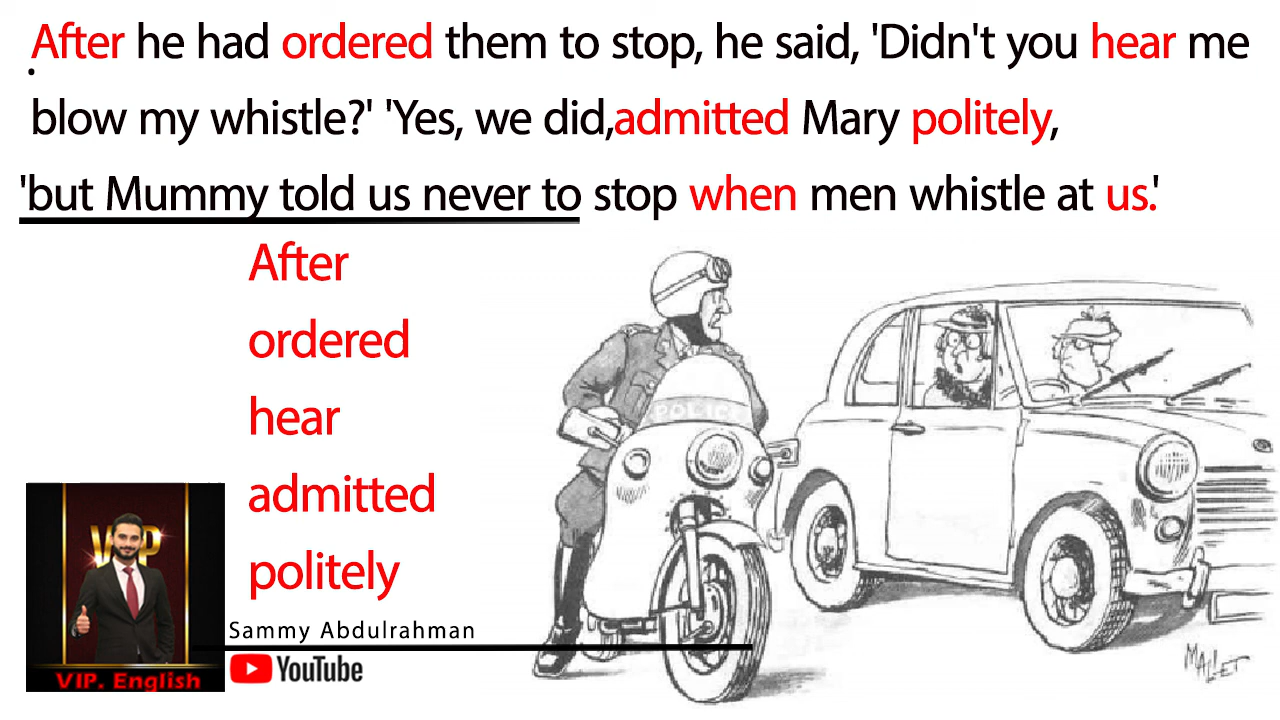 After he had ordered them to stop, he said, 'Didn't you hear me
.
blow my whistle?' 'Yes, we did,admitted Mary politely,
'but Mummy told us never to stop when men whistle at us.'
After
ordered
hear
admitted
politely
POLICE
VIP
Sammy Abdulrahman
YouTube
VIP. English
MALLET